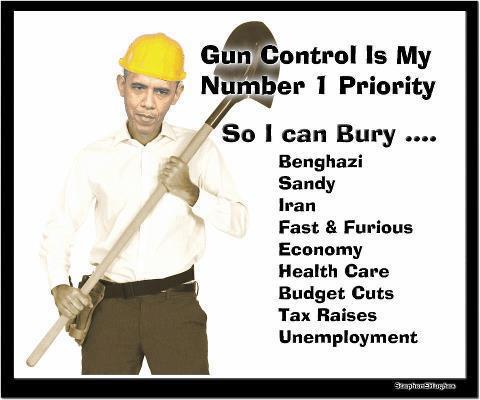 Gun Control Is My
Number 1 Priority
So I can Bury ....
Benghazi
Sandy
Iran
Fast & Furious
Economy
Health Care
Budget Cuts
Tax Raises
Unemployment
StephenEHughes